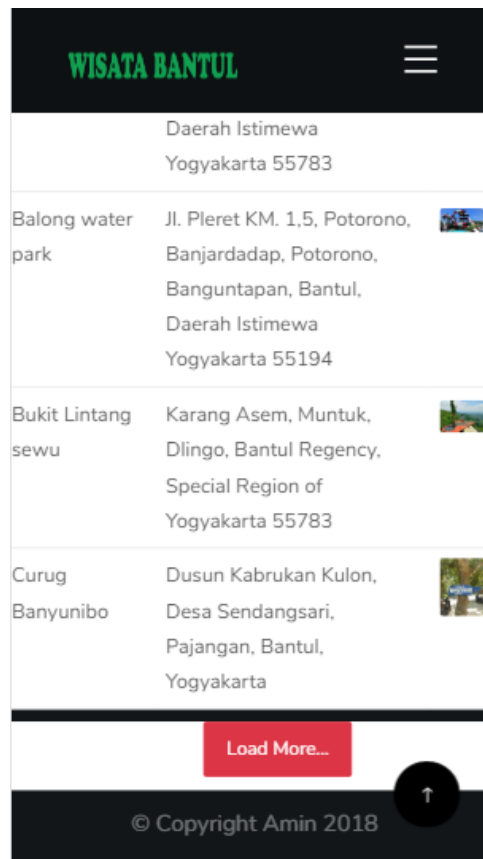 WISATA BANTUL
Daerah Istimewa
Yogyakarta 55783
Balong water
park
Jl. Pleret KM. 1,5, Potorono,
Banjardadap, Potorono,
Banguntapan, Bantul,
Daerah Istimewa
Yogyakarta 55194
Bukit Lintang
sewu
Karang Asem, Muntuk,
Dlingo, Bantul Regency,
Special Region of
Yogyakarta 55783
Curug
Banyunibo
Dusun Kabrukan Kulon,
Desa Sendangsari,
Pajangan, Bantul,
Yogyakarta
Load More...
↑
© Copyright Amin 2018